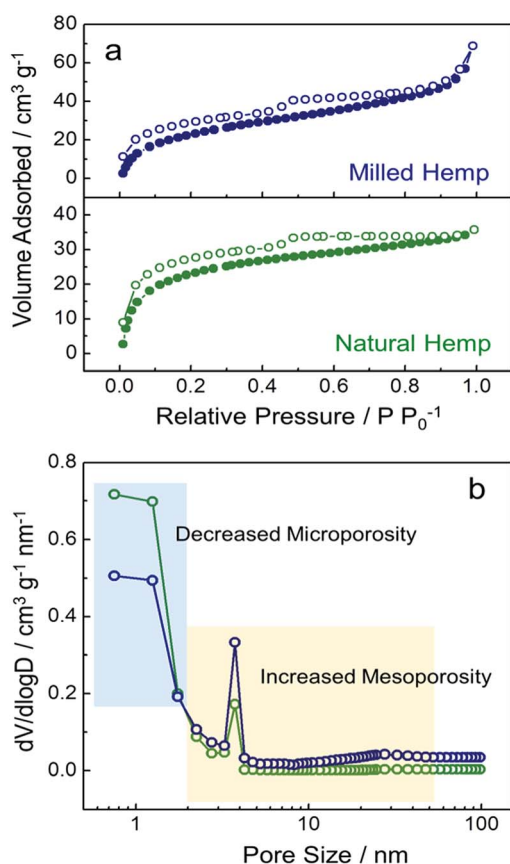 a
80
60
40
20
0
Milled Hemp
Volume Adsorbed / cm³ g⁻¹
40
30
20
10
0
Natural Hemp
0.0 0.2 0.4 0.6 0.8 1.0
Relative Pressure / P P₀⁻¹
b
0.8
0.6
0.4
0.2
0.0
Decreased Microporosity
Increased Mesoporosity
dV/dlogD / cm³ g⁻¹ nm⁻¹
1 10 100
Pore Size / nm